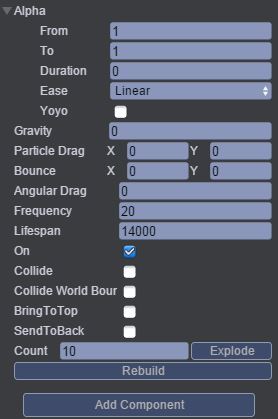 Alpha
From 1
To 1
Duration 0
Ease Linear
Yoyo
Gravity 0
Particle Drag X 0 Y 0
Bounce X 0 Y 0
Angular Drag 0
Frequency 20
Lifespan 14000
On
Collide
Collide World Bour
BringToTop
SendToBack
Count 10 Explode
Rebuild
Add Component